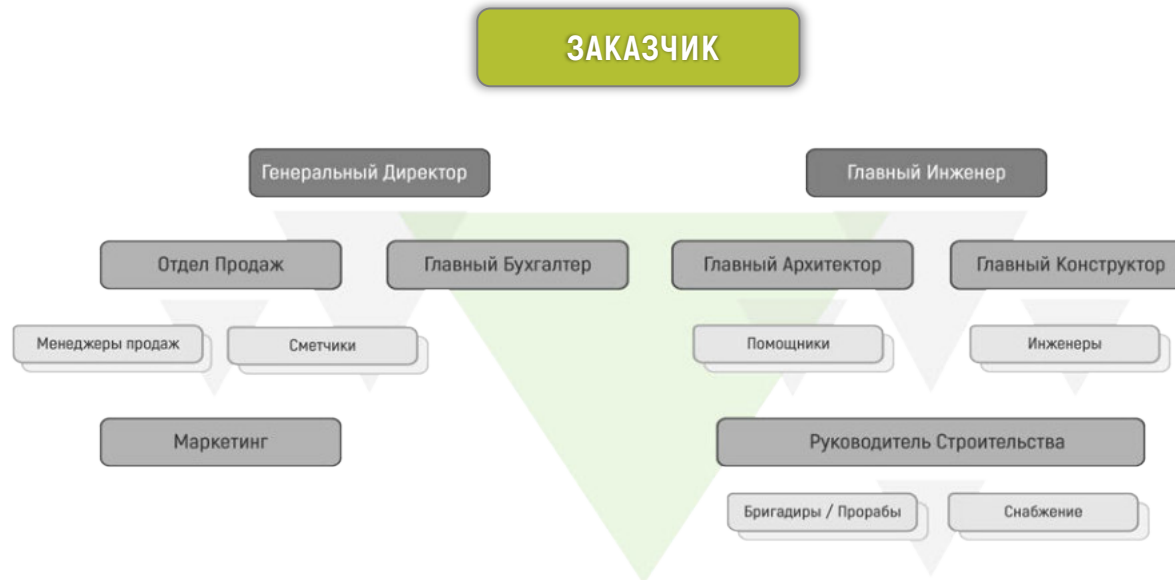 ЗАКАЗЧИК
Генеральный Директор
Главный Инженер
Отдел Продаж
Главный Бухгалтер
Главный Архитектор
Главный Конструктор
Менеджеры продаж
Сметчики
Помощники
Инженеры
Маркетинг
Руководитель Строительства
Бригадиры / Прорабы
Снабжение